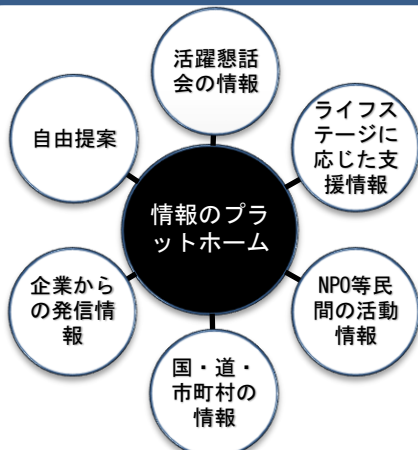 活躍懇話
会の情報
ライフス
テージに
応じた支
援情報
自由提案
情報のプラ
ットホーム
企業から
の発信情
報
NPO等民
間の活動
情報
国・道・
市町村の
情報